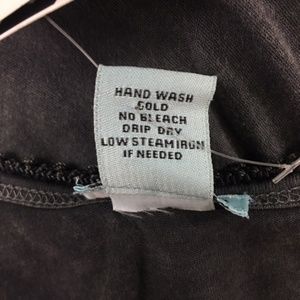 HAND WASH
COLD
NO BLEACH
DRIP DRY
LOW STEAM IRON
IF NEEDED